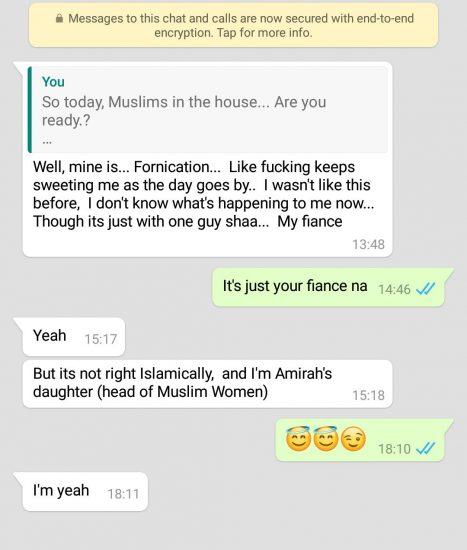 Messages to this chat and calls are now secured with end-to-end
encryption. Tap for more info.
You
So today, Muslims in the house... Are you
ready.?
...
Well, mine is... Fornication... Like fucking keeps
sweeting me as the day goes by.. I wasn't like this
before, I don't know what's happening to me now...
Though its just with one guy shaa... My fiance
13:48
It's just your fiance na 14:46
Yeah 15:17
But its not right Islamically, and I'm Amirah's
daughter (head of Muslim Women)
15:18
😇😇😉 18:10
I'm yeah 18:11